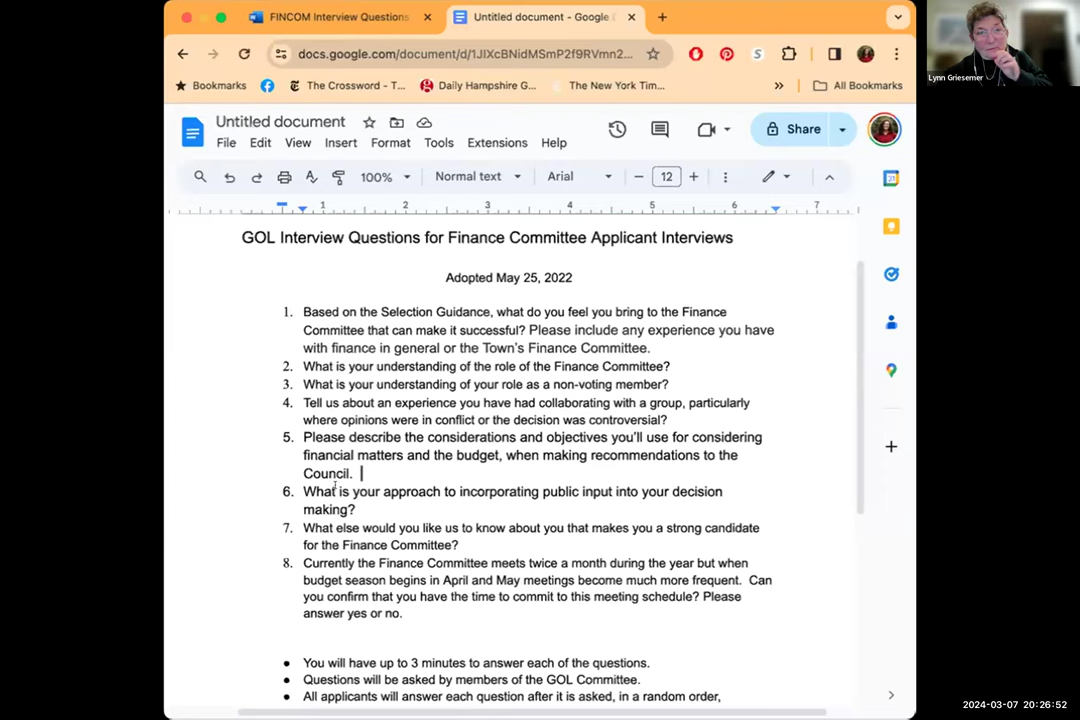 FINCOM Interview Questions
Untitled document - Google
docs.google.com/document/d/1JIXcBNidMSmP2f9RVmn2...
Bookmarks
The Crossword - T...
Daily Hampshire G...
The New York Tim...
»
All Bookmarks
Lynn Griesemer
Untitled document
File Edit View Insert Format Tools Extensions Help
Share
100% Normal text Arial 12
1 2 3 4 5 6 7
GOL Interview Questions for Finance Committee Applicant Interviews
Adopted May 25, 2022
1. Based on the Selection Guidance, what do you feel you bring to the Finance
Committee that can make it successful? Please include any experience you have
with finance in general or the Town's Finance Committee.
2. What is your understanding of the role of the Finance Committee?
3. What is your understanding of your role as a non-voting member?
4. Tell us about an experience you have had collaborating with a group, particularly
where opinions were in conflict or the decision was controversial?
5. Please describe the considerations and objectives you'll use for considering
financial matters and the budget, when making recommendations to the
Council.
6. What is your approach to incorporating public input into your decision
making?
7. What else would you like us to know about you that makes you a strong candidate
for the Finance Committee?
8. Currently the Finance Committee meets twice a month during the year but when
budget season begins in April and May meetings become much more frequent. Can
you confirm that you have the time to commit to this meeting schedule? Please
answer yes or no.
● You will have up to 3 minutes to answer each of the questions.
● Questions will be asked by members of the GOL Committee.
● All applicants will answer each question after it is asked, in a random order,
2024-03-07 20:26:52